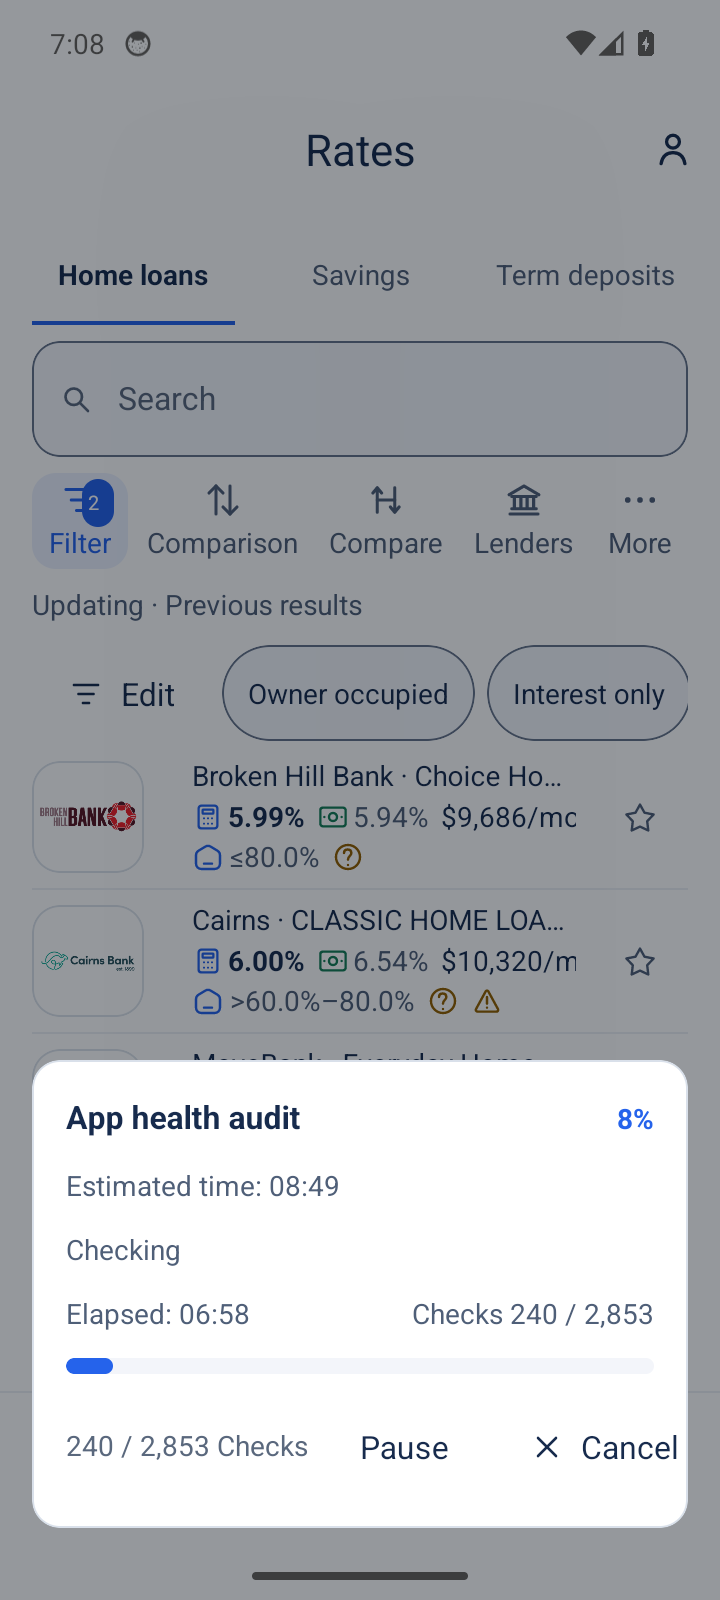 7:08
Rates
Home loans Savings Term deposits
Search
2
Filter Comparison Compare Lenders More
Updating · Previous results
Edit Owner occupied Interest only
Broken Hill Bank · Choice Ho...
BROKEN HILL BANK
5.99% 5.94% $9,686/mo
≤80.0%
Cairns · CLASSIC HOME LOA...
Cairns Bank
6.00% 6.54% $10,320/m
>60.0%–80.0%
MoveBank · Everyday Home
App health audit 8%
Estimated time: 08:49
Checking
Elapsed: 06:58 Checks 240 / 2,853
240 / 2,853 Checks Pause Cancel